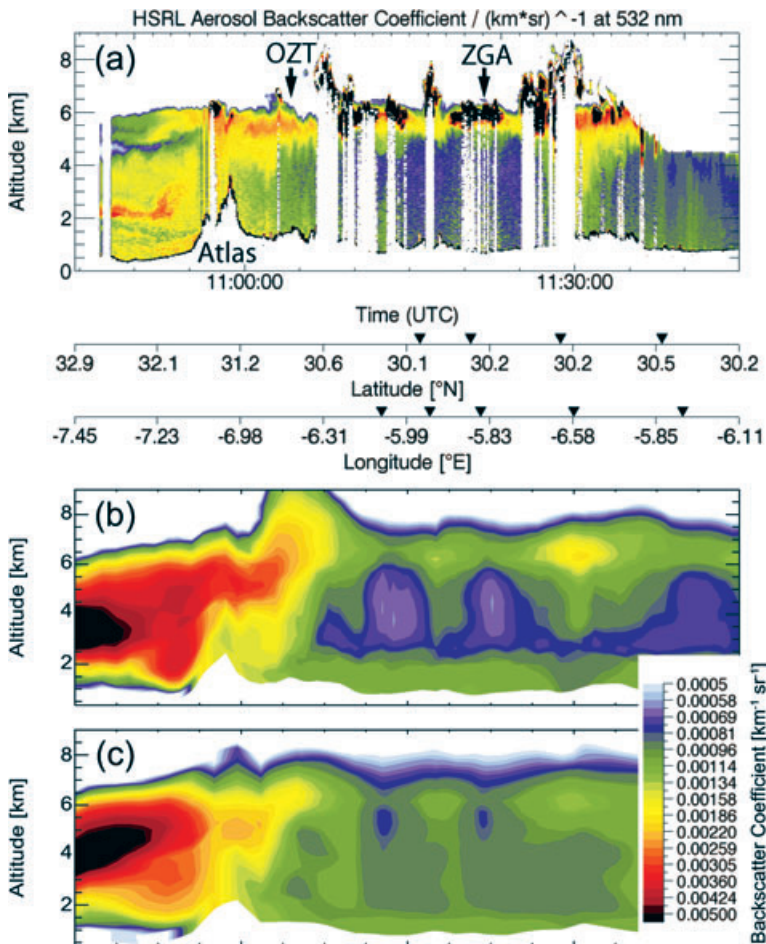 HSRL Aerosol Backscatter Coefficient / (km*sr) ^ -1 at 532 nm
(a)
OZT
ZGA
Altitude [km]
8
6
4
2
0
Atlas
11:00:00
11:30:00
Time (UTC)
32.9 32.1 31.2 30.6 30.1 30.2 30.2 30.5 30.2
Latitude [°N]
-7.45 -7.23 -6.98 -6.31 -5.99 -5.83 -6.58 -5.85 -6.11
Longitude [°E]
(b)
Altitude [km]
8
6
4
2
(c)
Altitude [km]
8
6
4
2
0.0005
0.00058
0.00069
0.00081
0.00096
0.00114
0.00134
0.00158
0.00186
0.00220
0.00259
0.00305
0.00360
0.00424
0.00500
Backscatter Coefficient [km⁻¹ sr⁻¹]